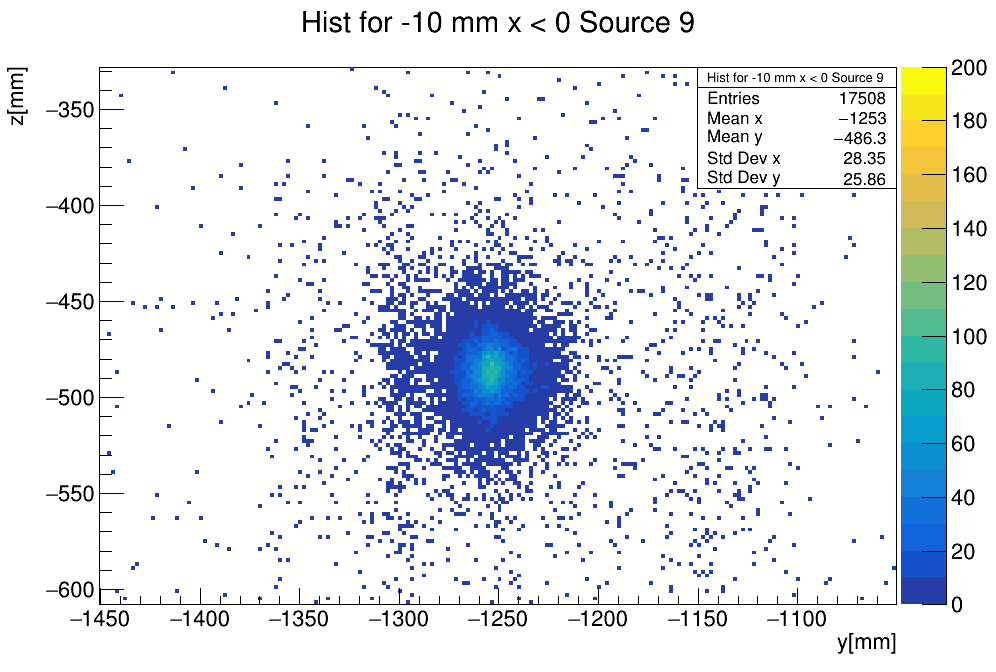 Hist for -10 mm x < 0 Source 9
z[mm]
Hist for -10 mm x < 0 Source 9
Entries 17508
Mean x −1253
Mean y −486.3
Std Dev x 28.35
Std Dev y 25.86
−350
−400
−450
−500
−550
−600
200
180
160
140
120
100
80
60
40
20
0
−1450 −1400 −1350 −1300 −1250 −1200 −1150 −1100
y[mm]